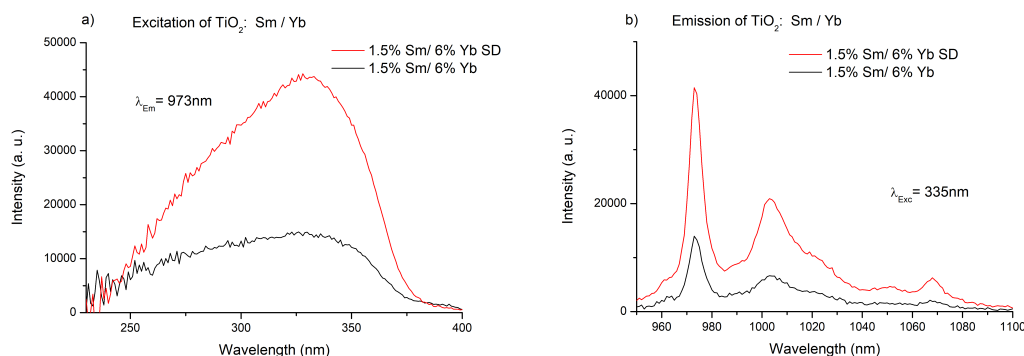 a) Excitation of TiO₂: Sm / Yb
50000
40000
30000
20000
10000
0
Intensity (a. u.)
1.5% Sm/ 6% Yb SD
1.5% Sm/ 6% Yb
λEm= 973nm
250 300 350 400
Wavelength (nm)
b) Emission of TiO₂: Sm / Yb
40000
20000
0
Intensity (a. u.)
1.5% Sm/ 6% Yb SD
1.5% Sm/ 6% Yb
λExc= 335nm
960 980 1000 1020 1040 1060 1080 1100
Wavelength (nm)